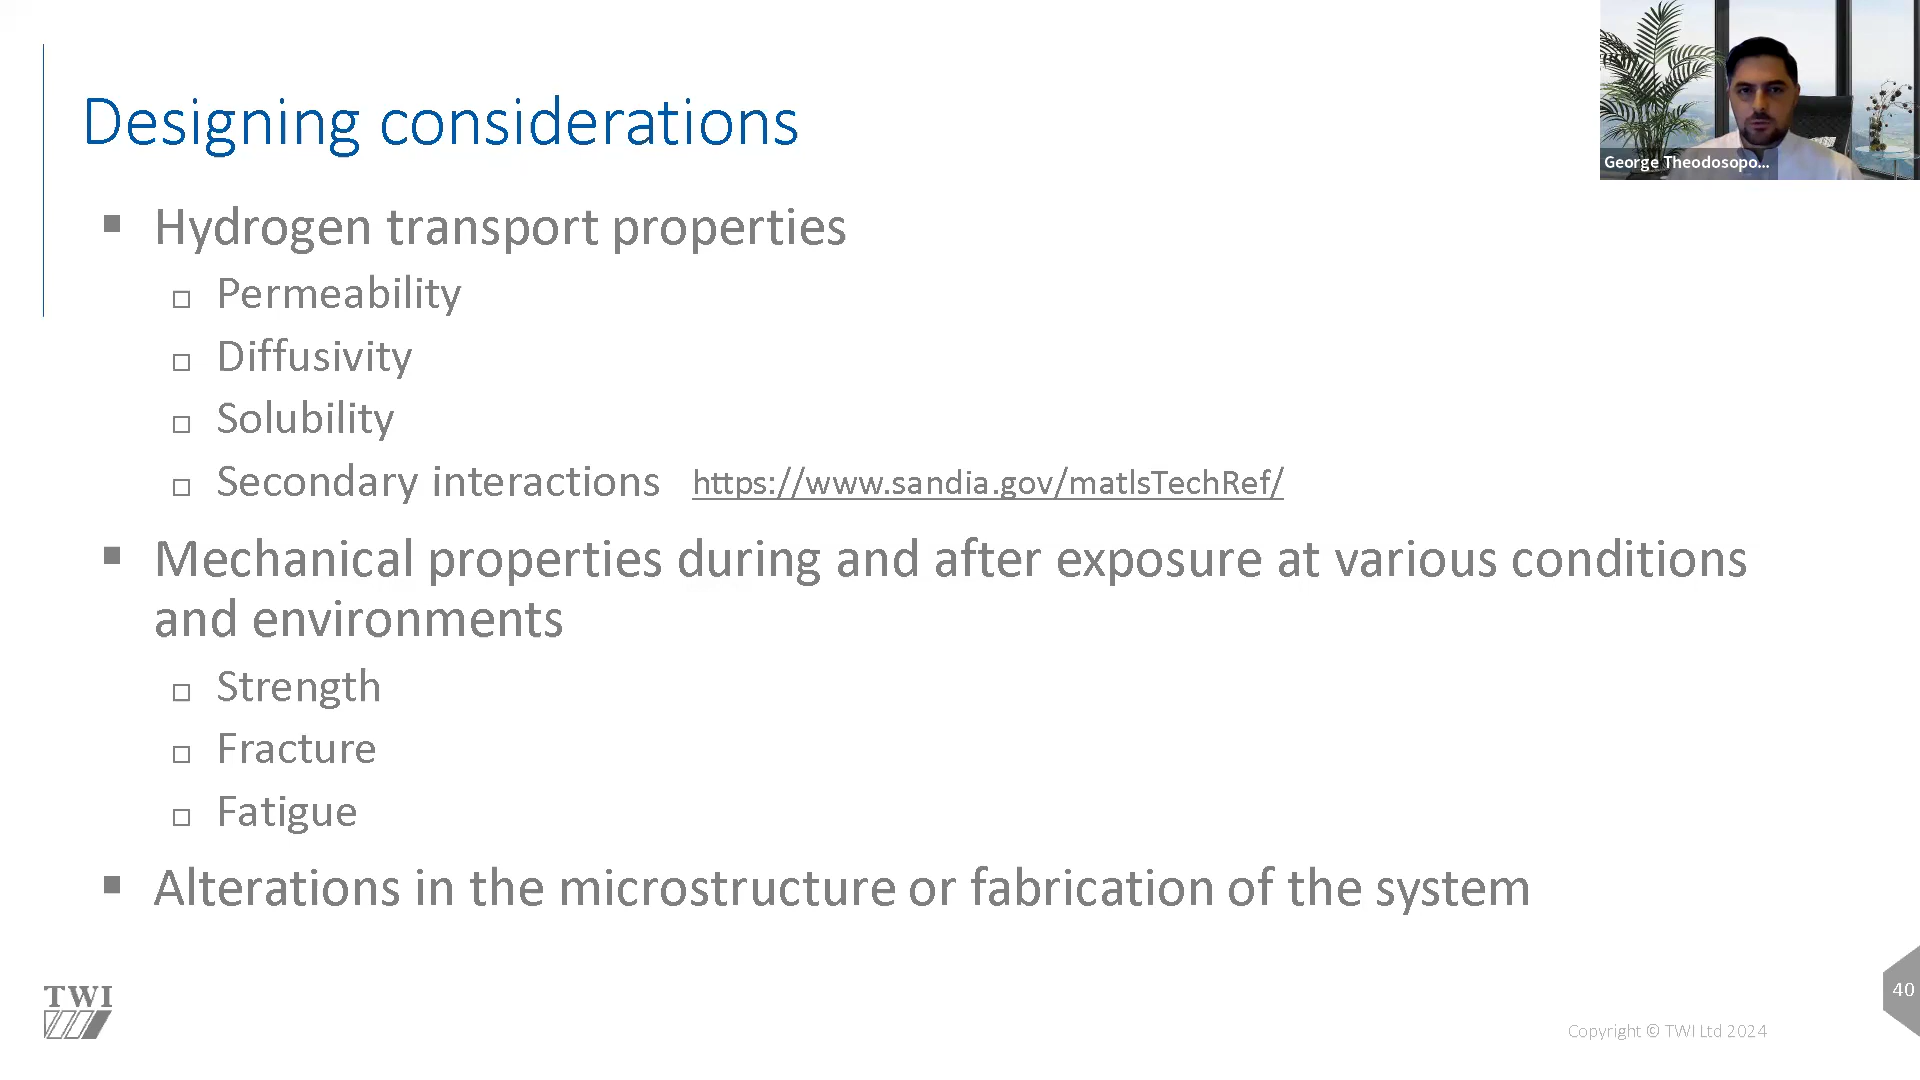 Designing considerations
George Theodosopo...
Hydrogen transport properties
Permeability
Diffusivity
Solubility
Secondary interactions https://www.sandia.gov/matlsTechRef/
Mechanical properties during and after exposure at various conditions
and environments
Strength
Fracture
Fatigue
Alterations in the microstructure or fabrication of the system
TWI
40
Copyright © TWI Ltd 2024